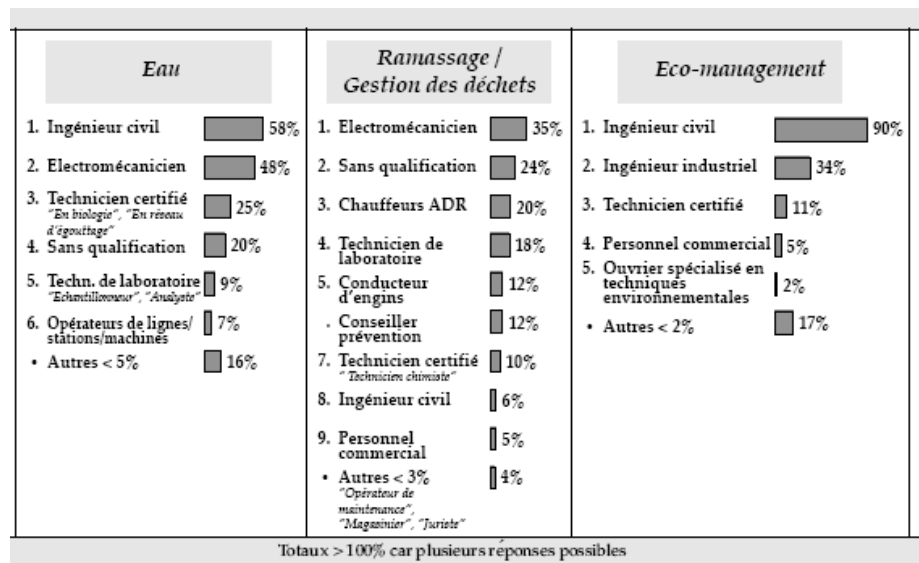 Eau
1. Ingénieur civil 58%
2. Electromécanicien 48%
3. Technicien certifié 25%
"En biologie", "En réseau
d'égouttage"
4. Sans qualification 20%
5. Techn. de laboratoire 9%
"Echantillonneur", "Analyste"
6. Opérateurs de lignes/ 7%
stations/machines
• Autres < 5% 16%
Ramassage /
Gestion des déchets
1. Electromécanicien 35%
2. Sans qualification 24%
3. Chauffeurs ADR 20%
4. Technicien de 18%
laboratoire
5. Conducteur 12%
d'engins
. Conseiller 12%
prévention
7. Technicien certifié 10%
" Technicien chimiste"
8. Ingénieur civil 6%
9. Personnel 5%
commercial
• Autres < 3% 4%
"Opérateur de
maintenance",
"Magasinier", "Juriste"
Eco-management
1. Ingénieur civil 90%
2. Ingénieur industriel 34%
3. Technicien certifié 11%
4. Personnel commercial 5%
5. Ouvrier spécialisé en
techniques 2%
environnementales
• Autres < 2% 17%
Totaux > 100% car plusieurs réponses possibles